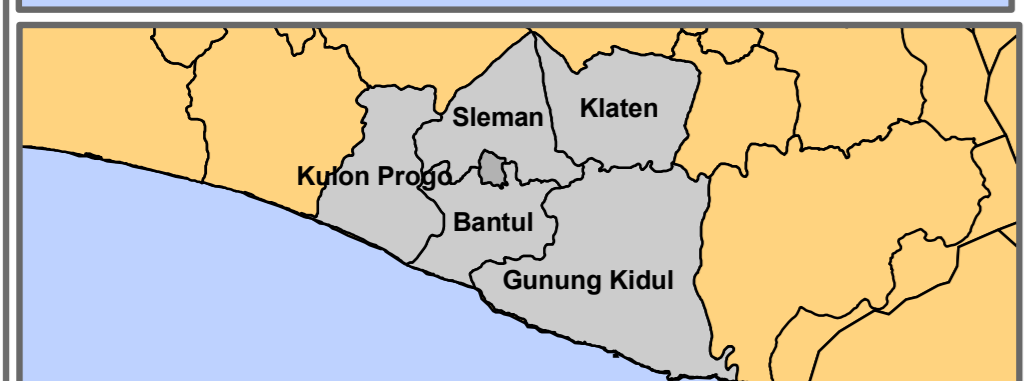 Sleman
Klaten
Kulon Progo
Bantul
Gunung Kidul